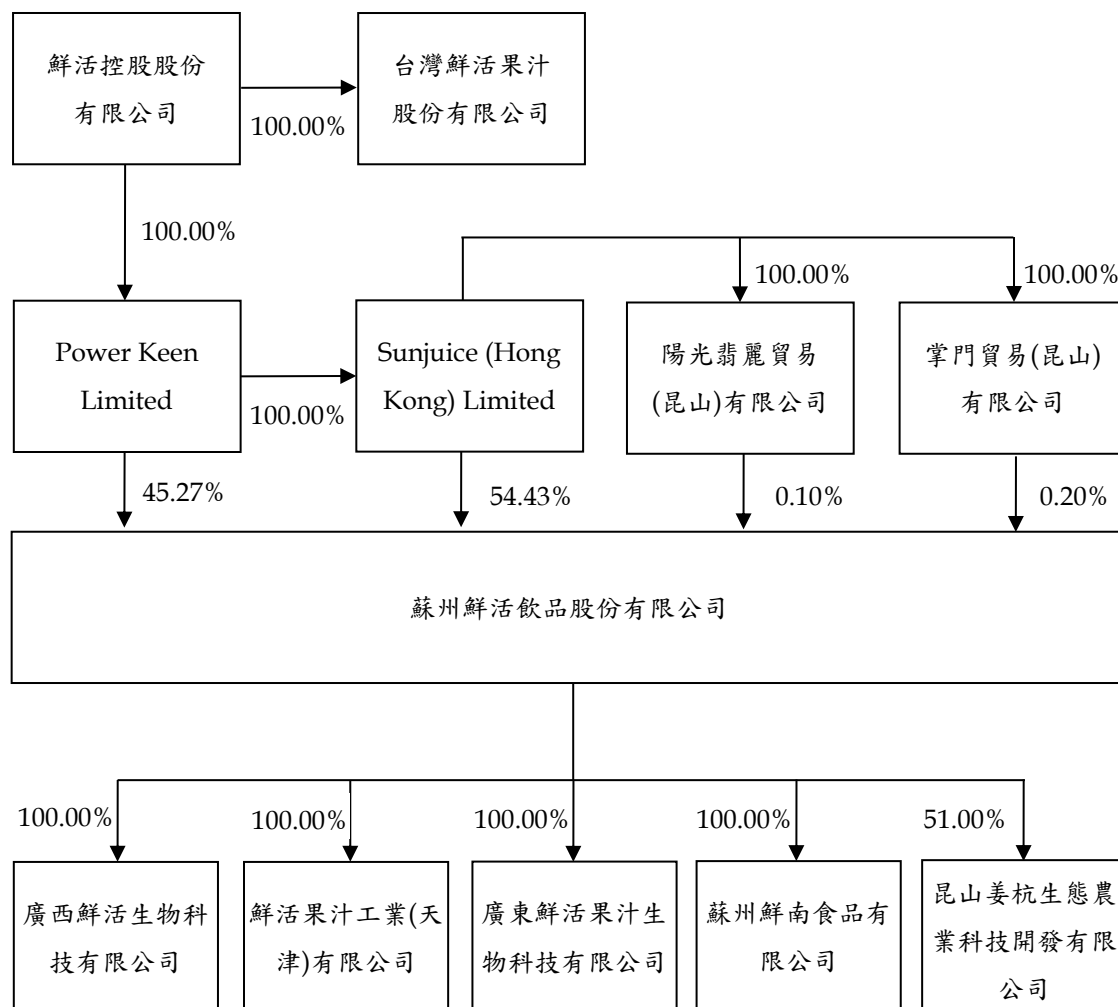 鮮活控股股份
有限公司
台灣鮮活果汁
股份有限公司
100.00%
100.00%
100.00%
100.00%
Power Keen
Limited
Sunjuice (Hong
Kong) Limited
陽光翡麗貿易
(昆山)有限公司
掌門貿易(昆山)
有限公司
100.00%
45.27%
54.43%
0.10%
0.20%
蘇州鮮活飲品股份有限公司
100.00%
100.00%
100.00%
100.00%
51.00%
廣西鮮活生物科
技有限公司
鮮活果汁工業(天
津)有限公司
廣東鮮活果汁生
物科技有限公司
蘇州鮮南食品有
限公司
昆山姜杭生態農
業科技開發有限
公司